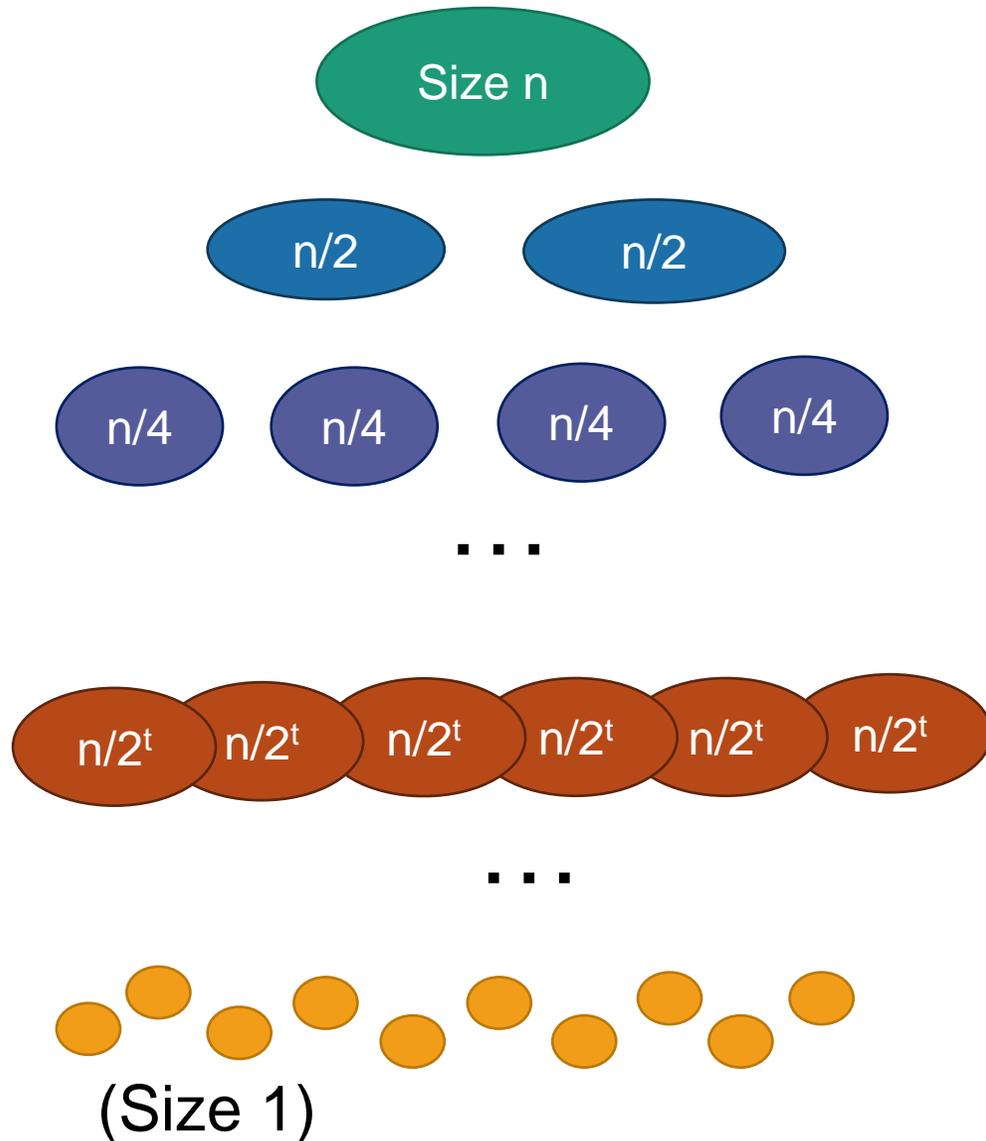 Size n
n/2 n/2
n/4 n/4 n/4 n/4
...
n/2ᵗ n/2ᵗ n/2ᵗ n/2ᵗ n/2ᵗ n/2ᵗ
...
(Size 1)